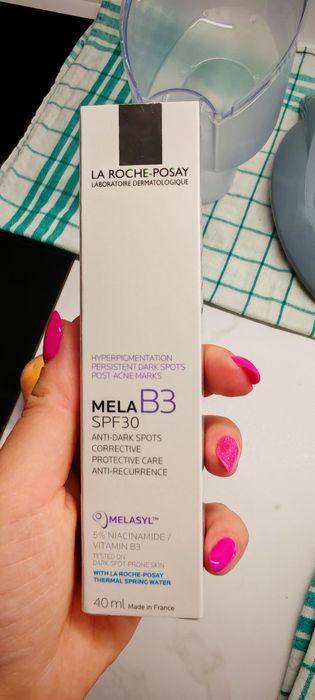 LA ROCHE-POSAY
LABORATOIRE DERMATOLOGIQUE
HYPERPIGMENTATION
PERSISTENT DARK SPOTS
POST-ACNE MARKS
MELA B3
SPF30
ANTI-DARK SPOTS
CORRECTIVE
PROTECTIVE CARE
ANTI-RECURRENCE
MELASYL™
5% NIACINAMIDE /
VITAMIN B3
TESTED ON
DARK SPOT-PRONE SKIN
WITH LA ROCHE-POSAY
THERMAL SPRING WATER
40 ml Made in France